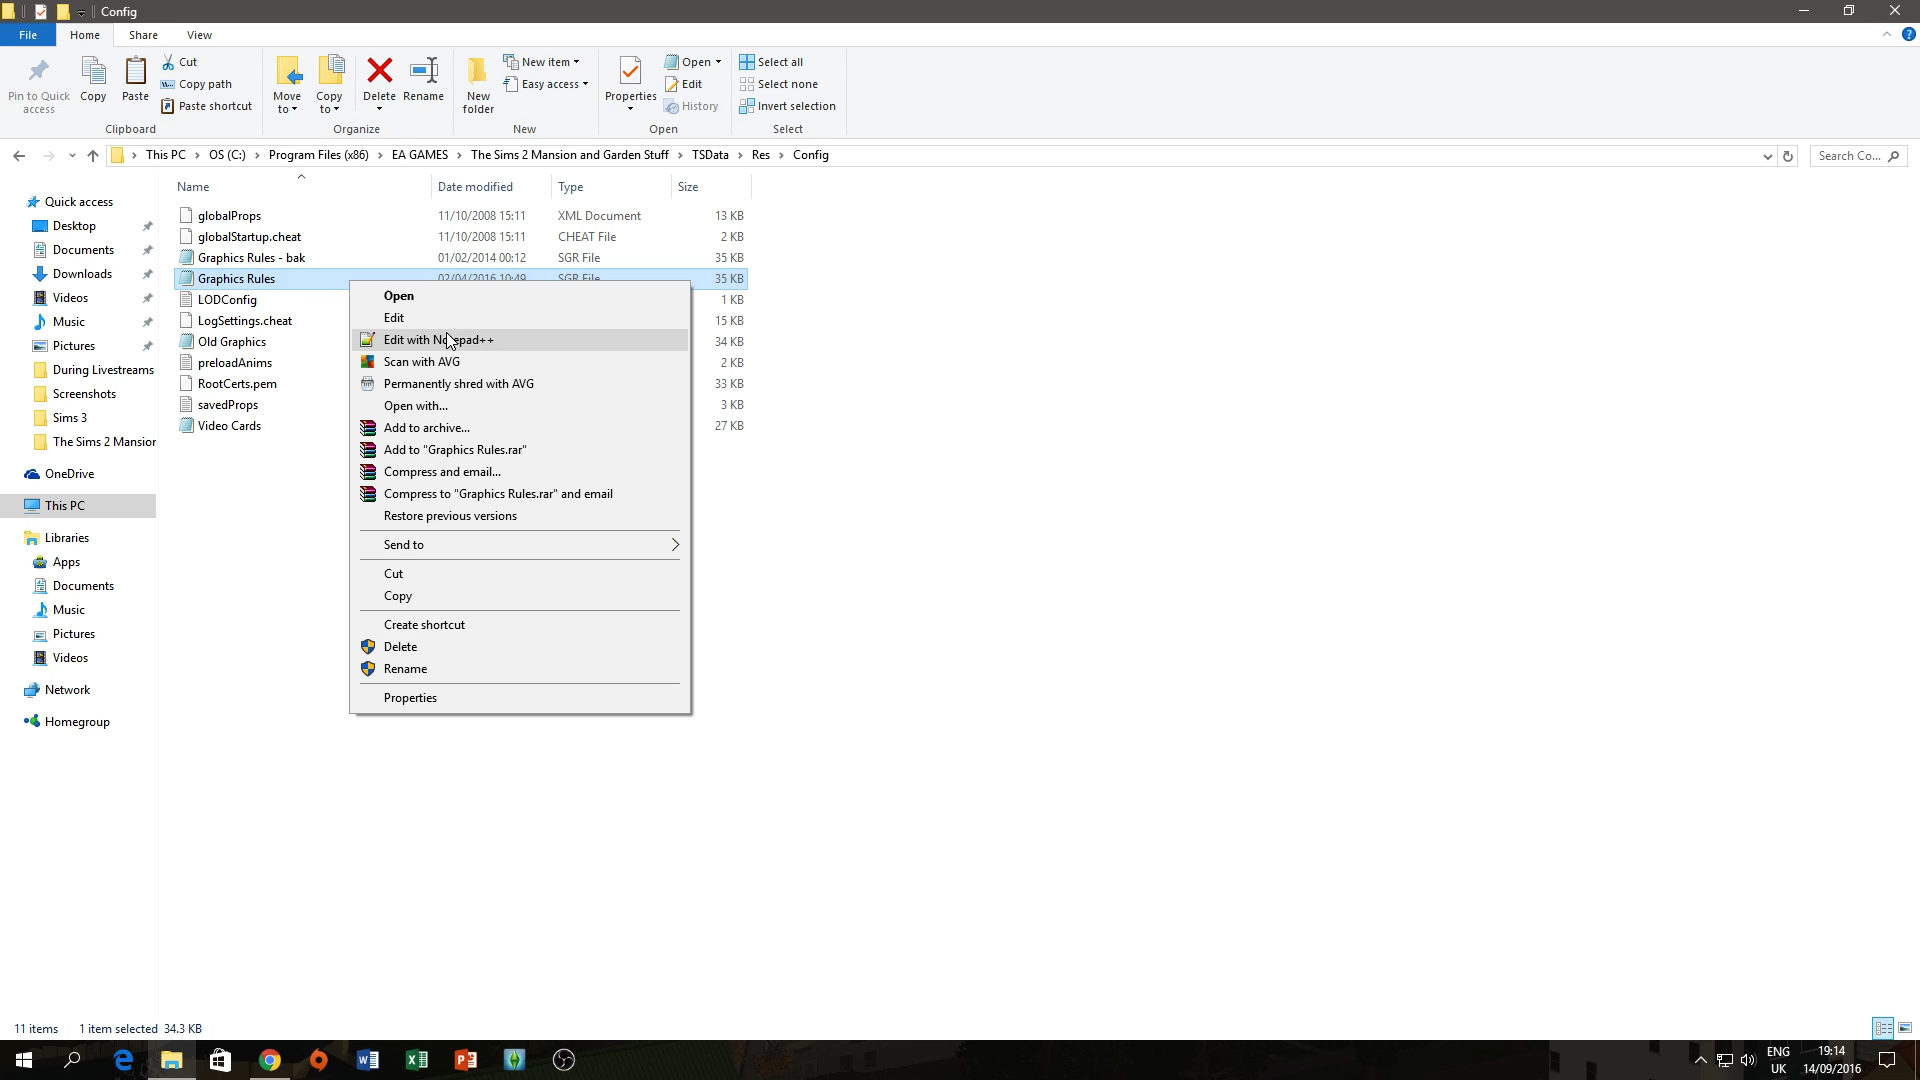 Config
File Home Share View
Pin to Quick access
Copy
Paste
Cut
Copy path
Paste shortcut
Clipboard
Move to
Copy to
Delete
Rename
Organize
New folder
New item
Easy access
New
Properties
Open
Edit
History
Open
Select all
Select none
Invert selection
Select
This PC > OS (C:) > Program Files (x86) > EA GAMES > The Sims 2 Mansion and Garden Stuff > TSData > Res > Config
Search Co...
Name Date modified Type Size
globalProps 11/10/2008 15:11 XML Document 13 KB
globalStartup.cheat 11/10/2008 15:11 CHEAT File 2 KB
Graphics Rules - bak 01/02/2014 00:12 SGR File 35 KB
Graphics Rules 02/04/2016 10:49 SGR File 35 KB
LODConfig 1 KB
LogSettings.cheat 15 KB
Old Graphics 34 KB
preloadAnims 2 KB
RootCerts.pem 33 KB
savedProps 3 KB
Video Cards 27 KB
Quick access
Desktop
Documents
Downloads
Videos
Music
Pictures
During Livestreams
Screenshots
Sims 3
The Sims 2 Mansior
OneDrive
This PC
Libraries
Apps
Documents
Music
Pictures
Videos
Network
Homegroup
Open
Edit
Edit with Notepad++
Scan with AVG
Permanently shred with AVG
Open with...
Add to archive...
Add to "Graphics Rules.rar"
Compress and email...
Compress to "Graphics Rules.rar" and email
Restore previous versions
Send to
Cut
Copy
Create shortcut
Delete
Rename
Properties
11 items 1 item selected 34.3 KB
ENG
UK
19:14
14/09/2016